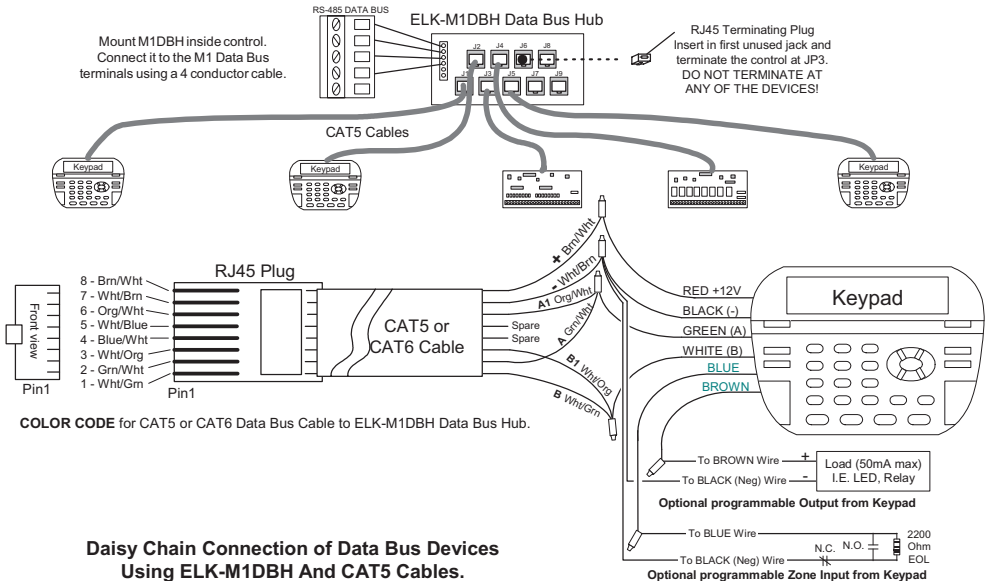 RS-485 DATA BUS
ELK-M1DBH Data Bus Hub
Mount M1DBH inside control.
Connect it to the M1 Data Bus
terminals using a 4 conductor cable.
J2
J4
J6
J8
J1
J3
J5
J7
J9
RJ45 Terminating Plug
Insert in first unused jack and
terminate the control at JP3.
DO NOT TERMINATE AT
ANY OF THE DEVICES!
CAT5 Cables
Keypad
Keypad
Keypad
RJ45 Plug
8 - Brn/Wht
7 - Wht/Brn
6 - Org/Wht
5 - Wht/Blue
4 - Blue/Wht
3 - Wht/Org
2 - Grn/Wht
1 - Wht/Grn
Front view
Pin1
Pin1
CAT5 or
CAT6 Cable
+ Brn/Wht
- Wht/Brn
A1 Org/Wht
A Grn/Wht
Spare
Spare
B1 Wht/Org
B Wht/Grn
RED +12V
BLACK (-)
GREEN (A)
WHITE (B)
BLUE
BROWN
Keypad
COLOR CODE for CAT5 or CAT6 Data Bus Cable to ELK-M1DBH Data Bus Hub.
To BROWN Wire
+
To BLACK (Neg) Wire
-
Load (50mA max)
I.E. LED, Relay
Optional programmable Output from Keypad
To BLUE Wire
To BLACK (Neg) Wire
N.C.
N.O.
2200
Ohm
EOL
Optional programmable Zone Input from Keypad
Daisy Chain Connection of Data Bus Devices
Using ELK-M1DBH And CAT5 Cables.